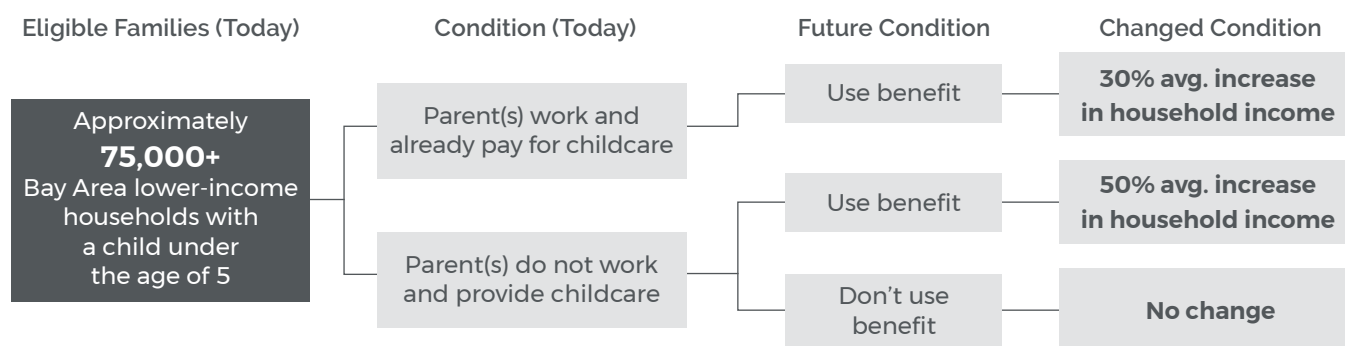 Eligible Families (Today)
Condition (Today)
Future Condition
Changed Condition
Approximately
75,000+
Bay Area lower-income
households with
a child under
the age of 5
Parent(s) work and
already pay for childcare
Use benefit
30% avg. increase
in household income
Parent(s) do not work
and provide childcare
Use benefit
50% avg. increase
in household income
Don’t use
benefit
No change